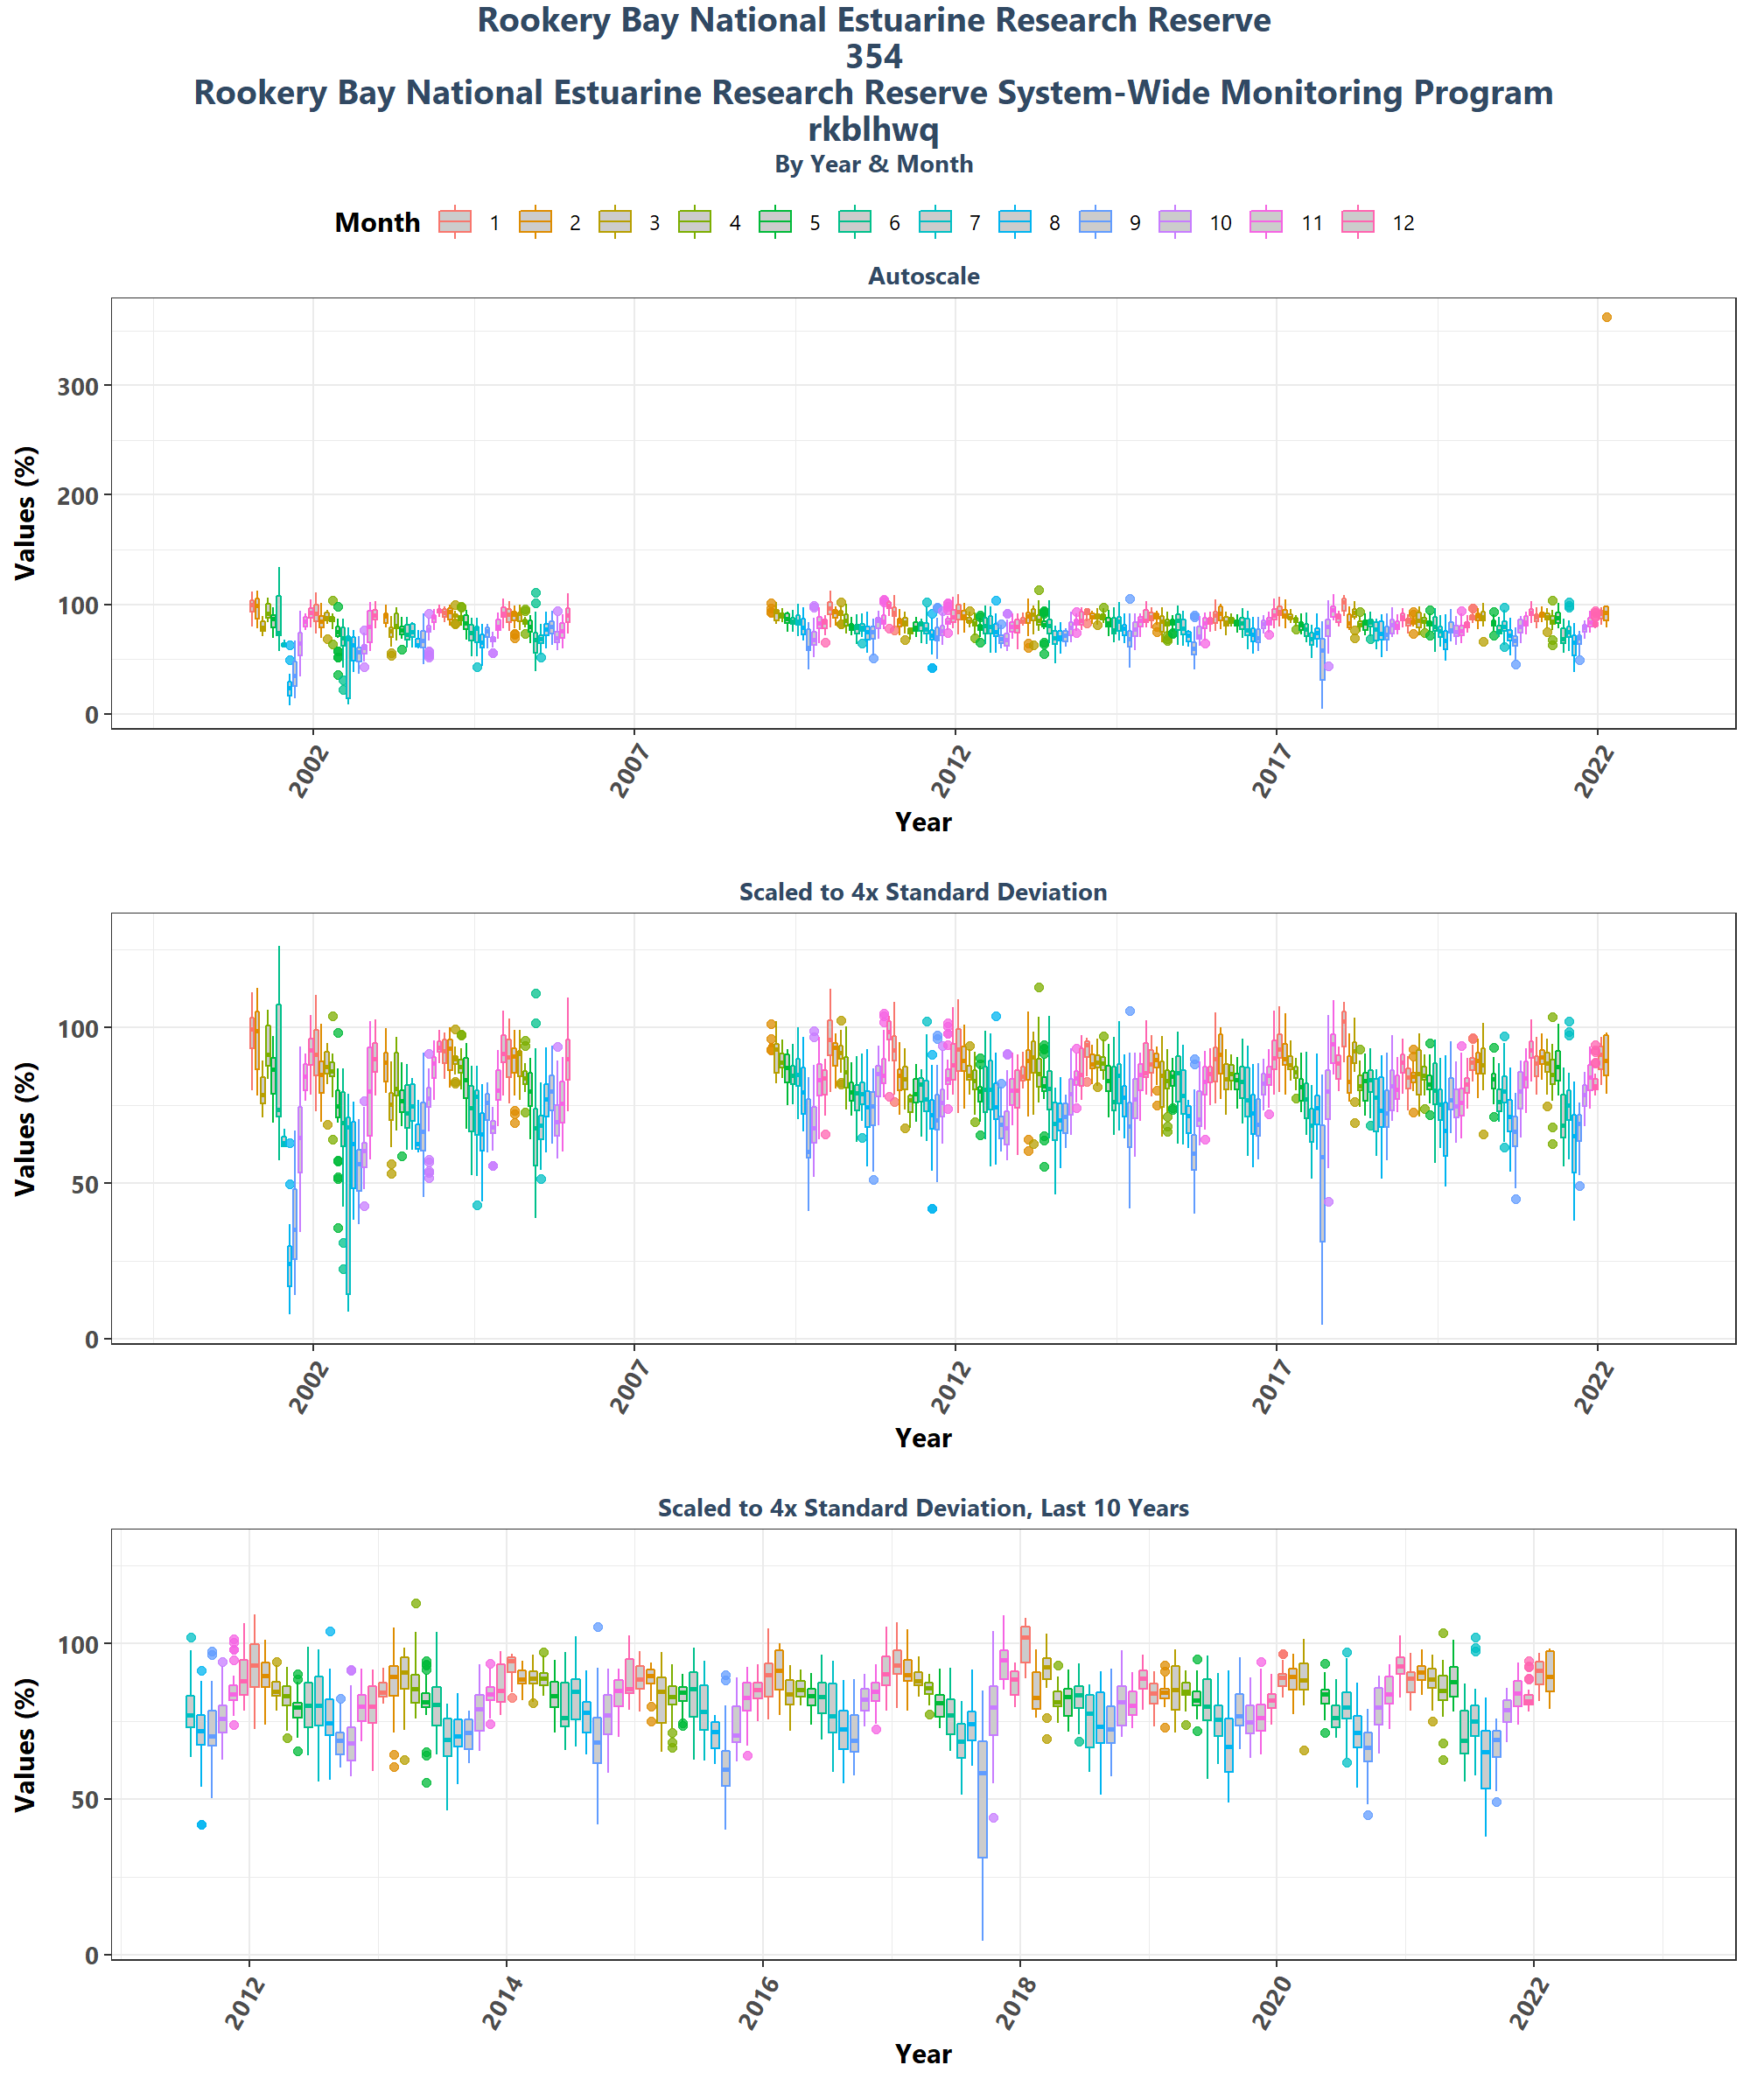 Rookery Bay National Estuarine Research Reserve
354
Rookery Bay National Estuarine Research Reserve System-Wide Monitoring Program
rkblhwq
By Year & Month
Month 1 2 3 4 5 6 7 8 9 10 11 12
Autoscale
Values (%)
300
200
100
0
2002 2007 2012 2017 2022
Year
Scaled to 4x Standard Deviation
Values (%)
100
50
0
2002 2007 2012 2017 2022
Year
Scaled to 4x Standard Deviation, Last 10 Years
Values (%)
100
50
0
2012 2014 2016 2018 2020 2022
Year